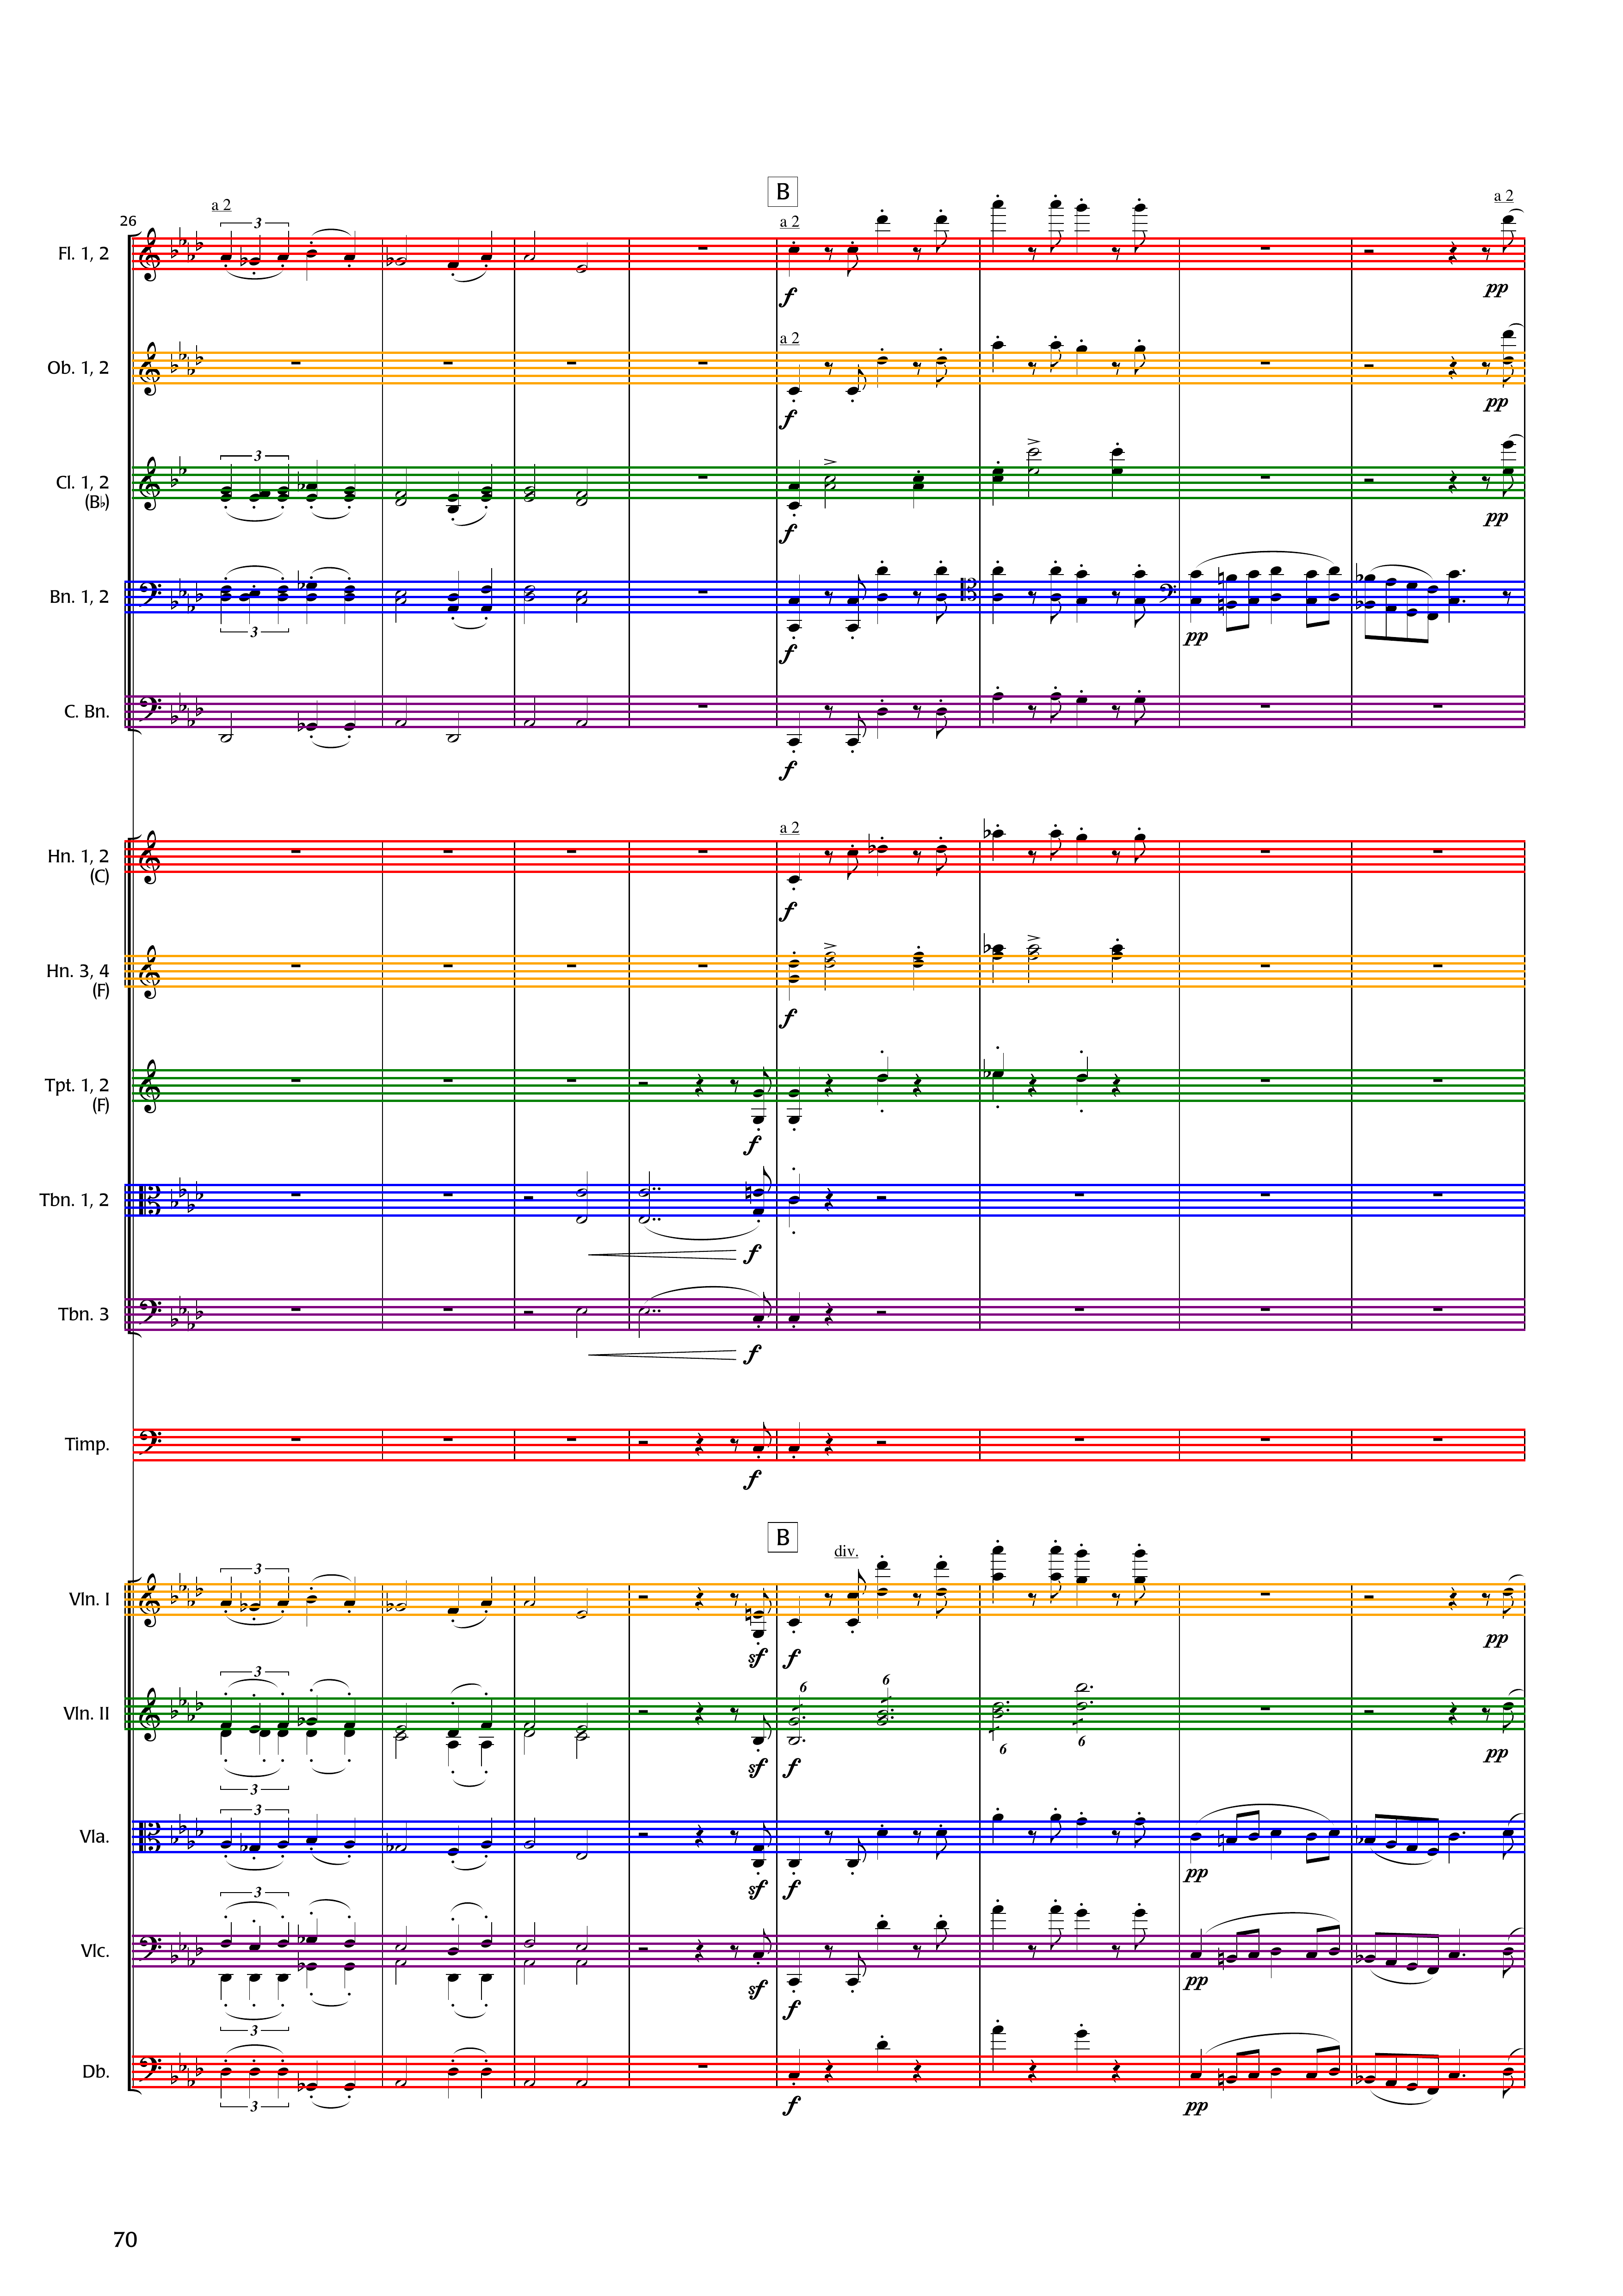 B
a 2
26
3
a 2
a 2
Fl. 1, 2
f
pp
a 2
Ob. 1, 2
f
pp
3
Cl. 1, 2
(B♭)
f
pp
Bn. 1, 2
3
f
pp
C. Bn.
f
a 2
Hn. 1, 2
(C)
f
Hn. 3, 4
(F)
f
Tpt. 1, 2
(F)
f
Tbn. 1, 2
f
Tbn. 3
f
Timp.
f
B
div.
3
Vln. I
sf f
pp
3
6
6
Vln. II
6
6
sf f
pp
3
3
Vla.
sf f
pp
3
Vlc.
sf
f
pp
3
Db.
3
f
pp
70